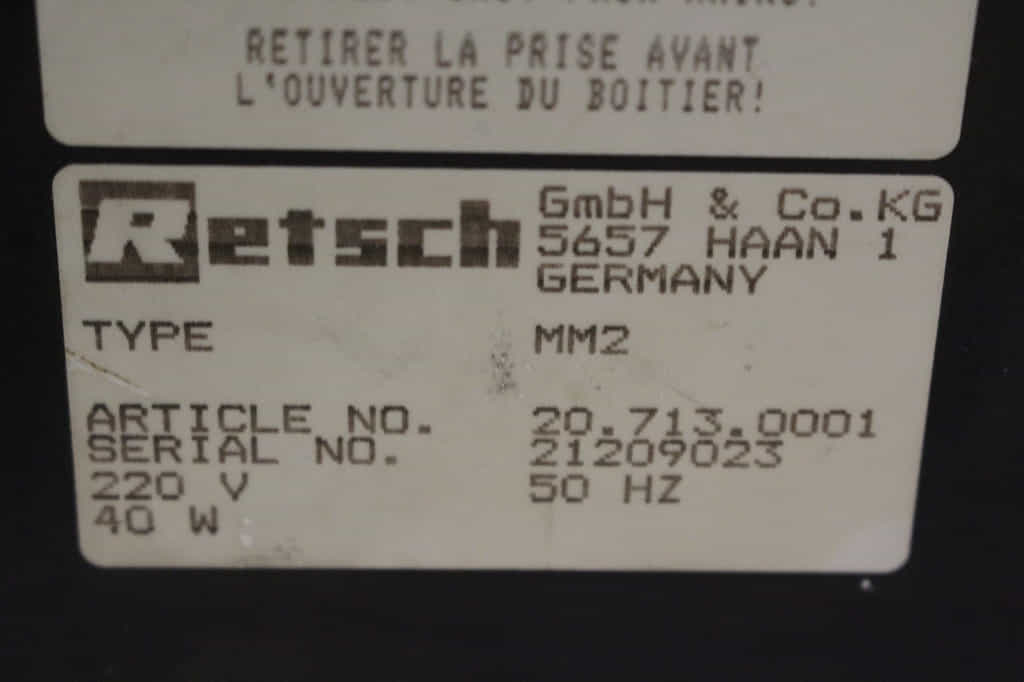 RETIRER LA PRISE AVANT
L'OUVERTURE DU BOITIER!
Retsch GmbH & Co.KG
5657 HAAN 1
GERMANY
TYPE MM2
ARTICLE NO. 20.713.0001
SERIAL NO. 21209023
220 V 50 HZ
40 W